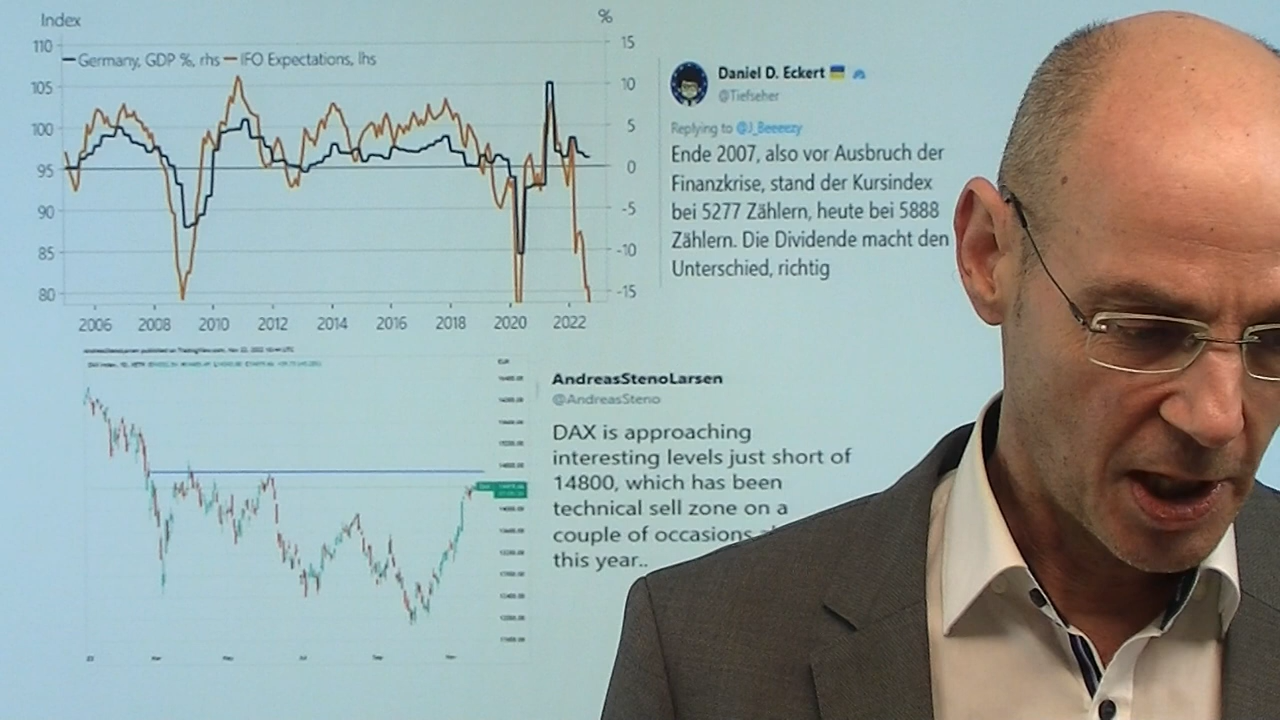 Index
%
Germany, GDP %, rhs IFO Expectations, lhs
110
105
100
95
90
85
80
15
10
5
0
-5
-10
-15
2006 2008 2010 2012 2014 2016 2018 2020 2022
Daniel D. Eckert
@Tiefseher
Replying to @J_Beeeezy
Ende 2007, also vor Ausbruch der
Finanzkrise, stand der Kursindex
bei 5277 Zählern, heute bei 5888
Zählern. Die Dividende macht den
Unterschied, richtig
AndreasStenoLarsen
@AndreasSteno
DAX is approaching
interesting levels just short of
14800, which has been
technical sell zone on a
couple of occasions
this year..